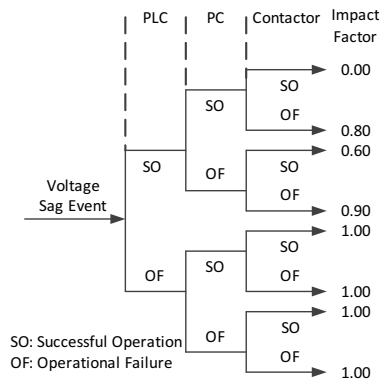 PLC PC Contactor Impact Factor
0.00
SO
SO
OF
0.80
0.60
SO
SO
OF
OF
0.90
Voltage Sag Event
1.00
SO
SO
OF
OF
1.00
1.00
SO
OF
OF
1.00
SO: Successful Operation
OF: Operational Failure